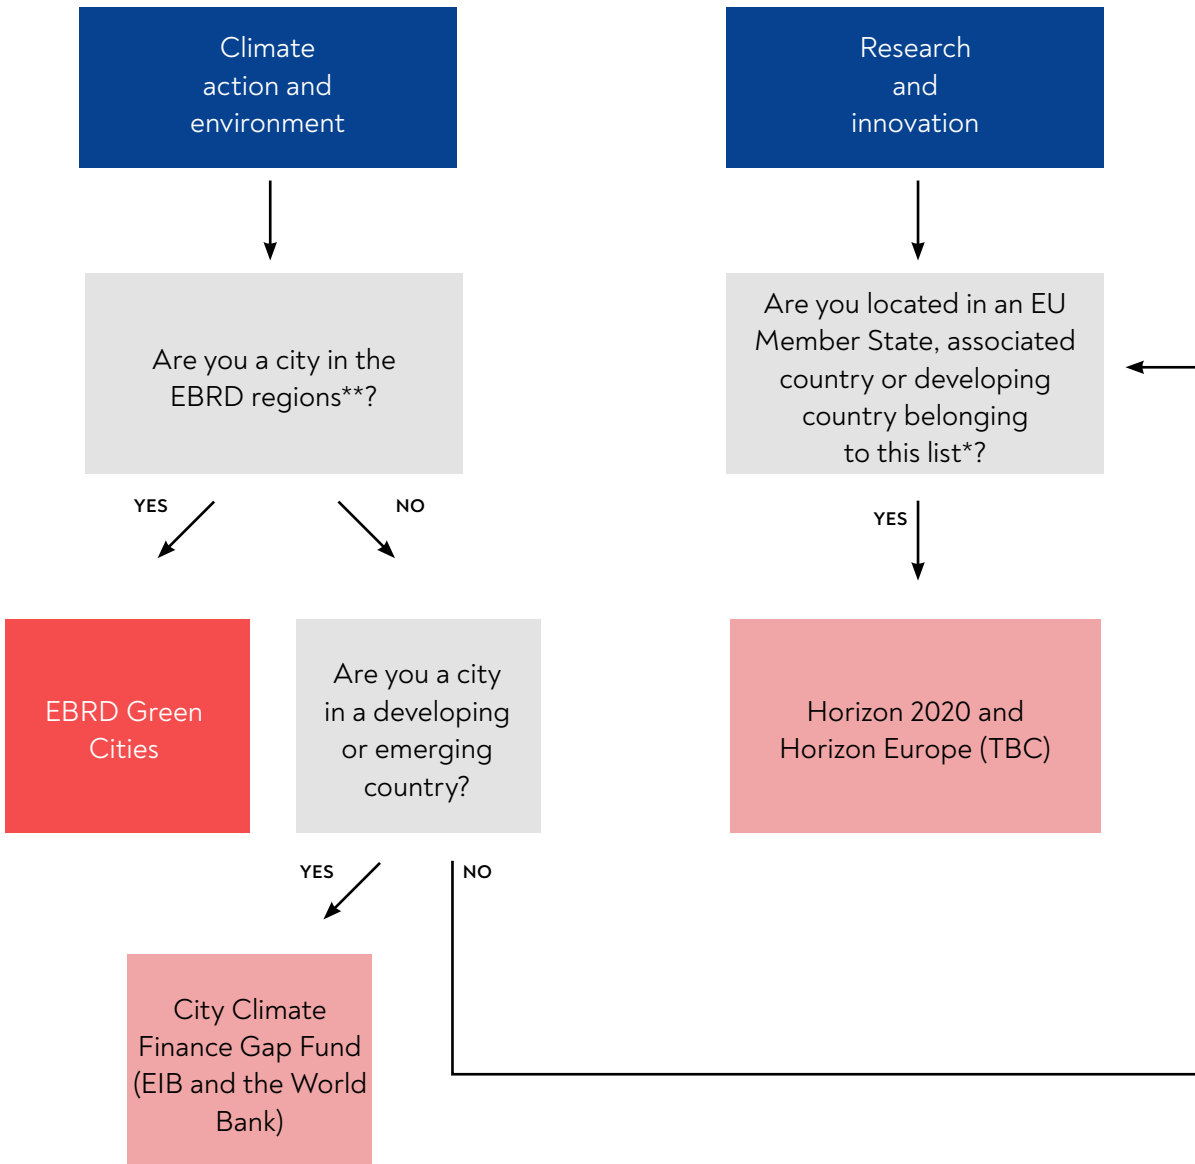 Climate
action and
environment
Research
and
innovation
Are you a city in the
EBRD regions**?
Are you located in an EU
Member State, associated
country or developing
country belonging
to this list*?
YES
NO
YES
EBRD Green
Cities
Are you a city
in a developing
or emerging
country?
Horizon 2020 and
Horizon Europe (TBC)
YES
NO
City Climate
Finance Gap Fund
(EIB and the World
Bank)